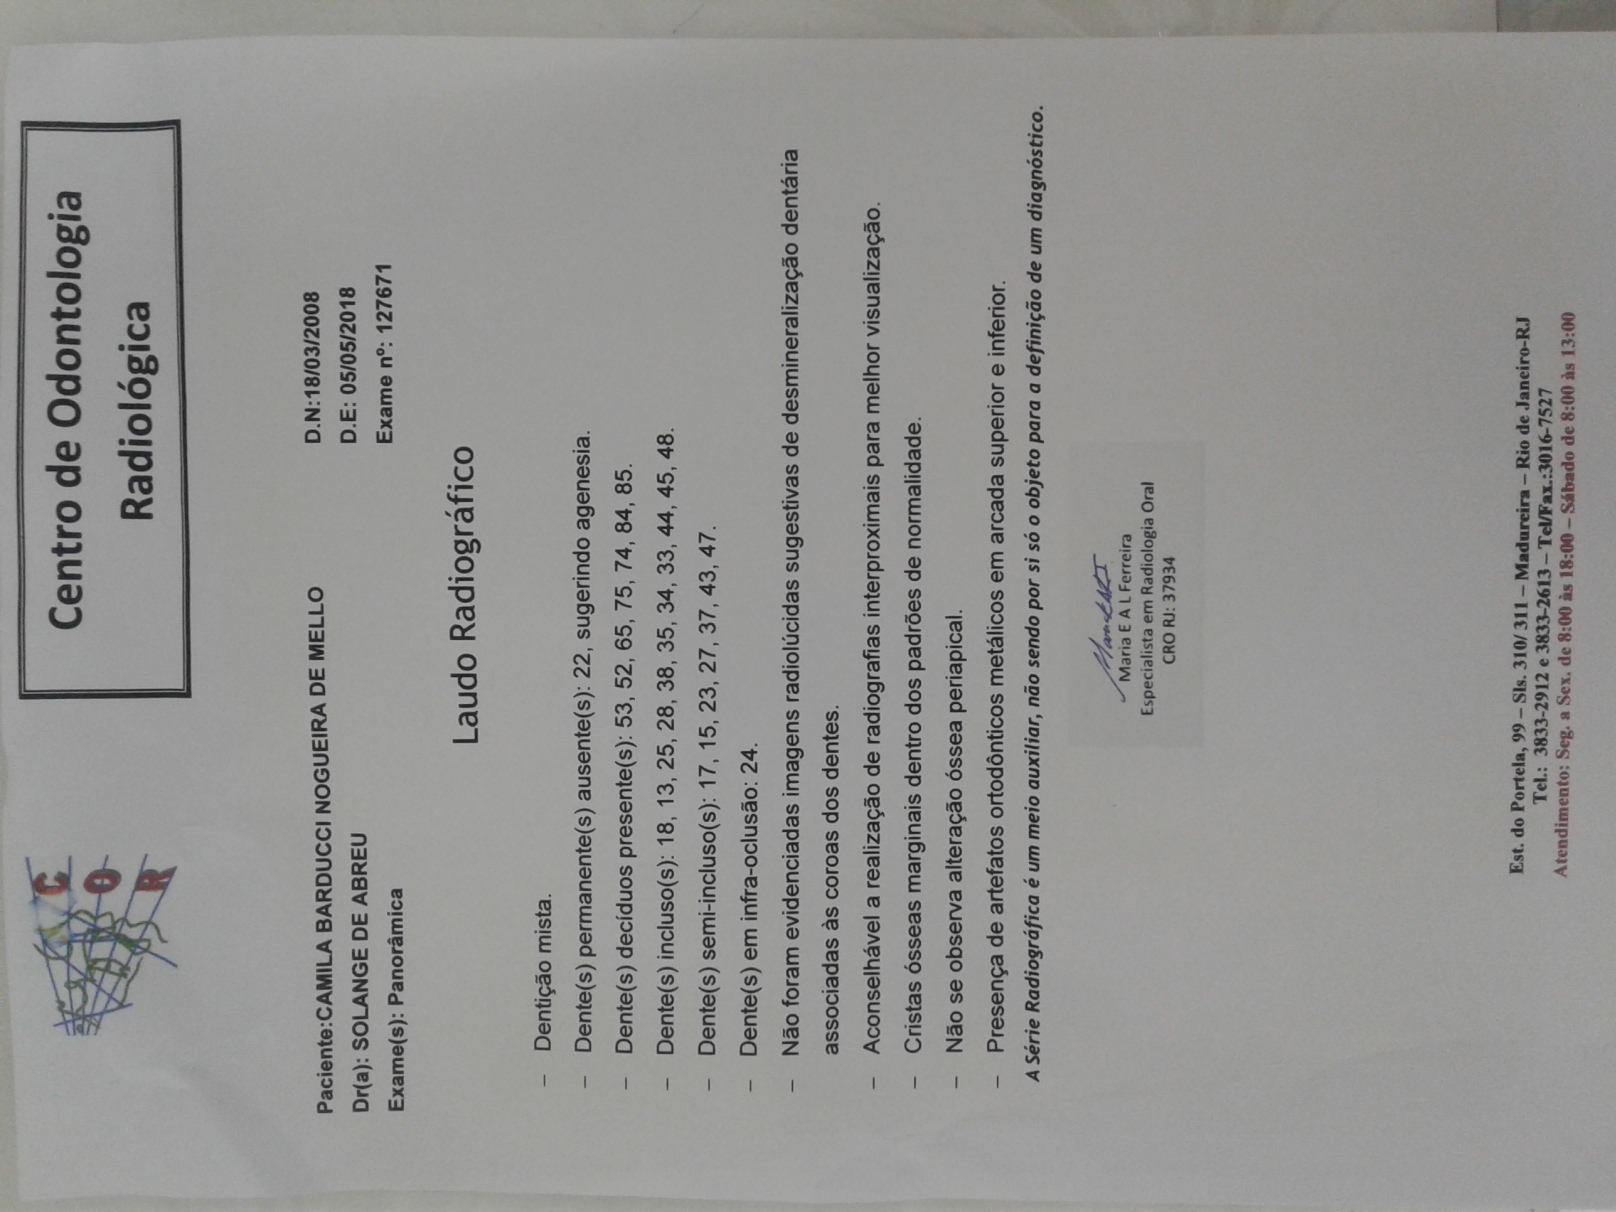 C
O
R
Centro de Odontologia
Radiológica
Paciente:CAMILA BARDUCCI NOGUEIRA DE MELLO D.N:18/03/2008
Dr(a): SOLANGE DE ABREU D.E: 05/05/2018
Exame(s): Panorâmica Exame nº: 127671
Laudo Radiográfico
– Dentição mista.
– Dente(s) permanente(s) ausente(s): 22, sugerindo agenesia.
– Dente(s) decíduos presente(s): 53, 52, 65, 75, 74, 84, 85.
– Dente(s) incluso(s): 18, 13, 25, 28, 38, 35, 34, 33, 44, 45, 48.
– Dente(s) semi-incluso(s): 17, 15, 23, 27, 37, 43, 47.
– Dente(s) em infra-oclusão: 24.
– Não foram evidenciadas imagens radiolúcidas sugestivas de desmineralização dentária
associadas às coroas dos dentes.
– Aconselhável a realização de radiografias interproximais para melhor visualização.
– Cristas ósseas marginais dentro dos padrões de normalidade.
– Não se observa alteração óssea periapical.
– Presença de artefatos ortodônticos metálicos em arcada superior e inferior.
A Série Radiográfica é um meio auxiliar, não sendo por si só o objeto para a definição de um diagnóstico.
Maria E A L Ferreira
Especialista em Radiologia Oral
CRO RJ: 37934
Est. do Portela, 99 – Sls. 310/ 311 – Madureira – Rio de Janeiro-RJ
Tel.: 3833-2912 e 3833-2613 – Tel/Fax.:3016-7527
Atendimento: Seg. a Sex. de 8:00 às 18:00 – Sábado de 8:00 às 13:00